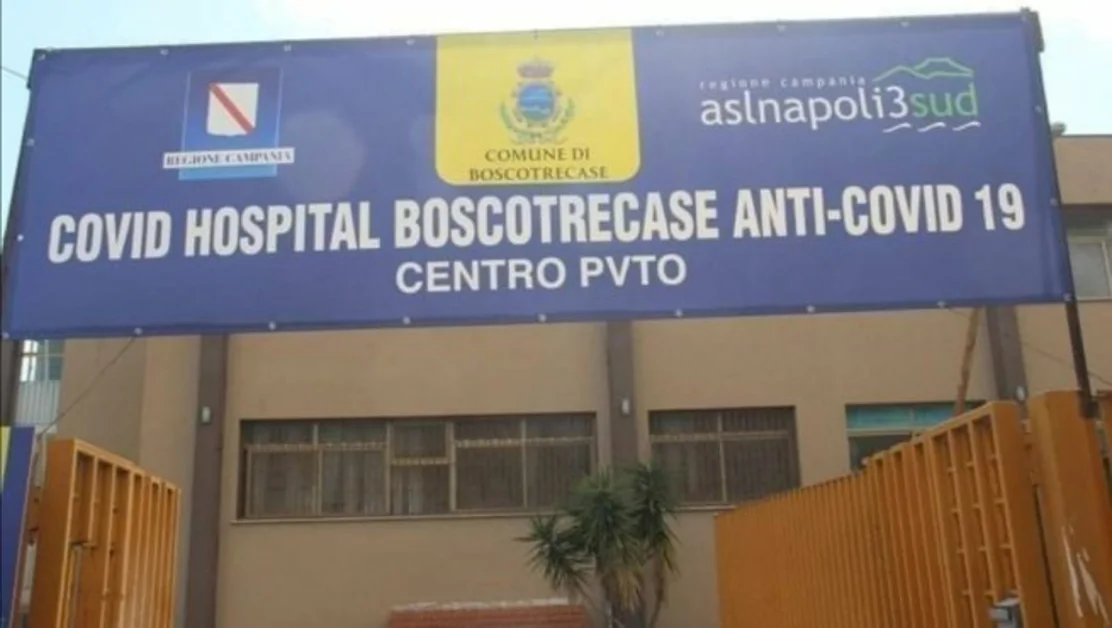 REGIONE CAMPANIA
COMUNE DI
BOSCOTRECASE
regione campania
aslnapoli3sud
COVID HOSPITAL BOSCOTRECASE ANTI-COVID 19
CENTRO PVTO